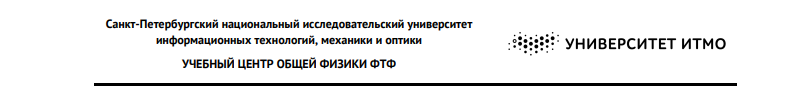 Санкт-Петербургский национальный исследовательский университет
информационных технологий, механики и оптики
УЧЕБНЫЙ ЦЕНТР ОБЩЕЙ ФИЗИКИ ФТФ
УНИВЕРСИТЕТ ИТМО